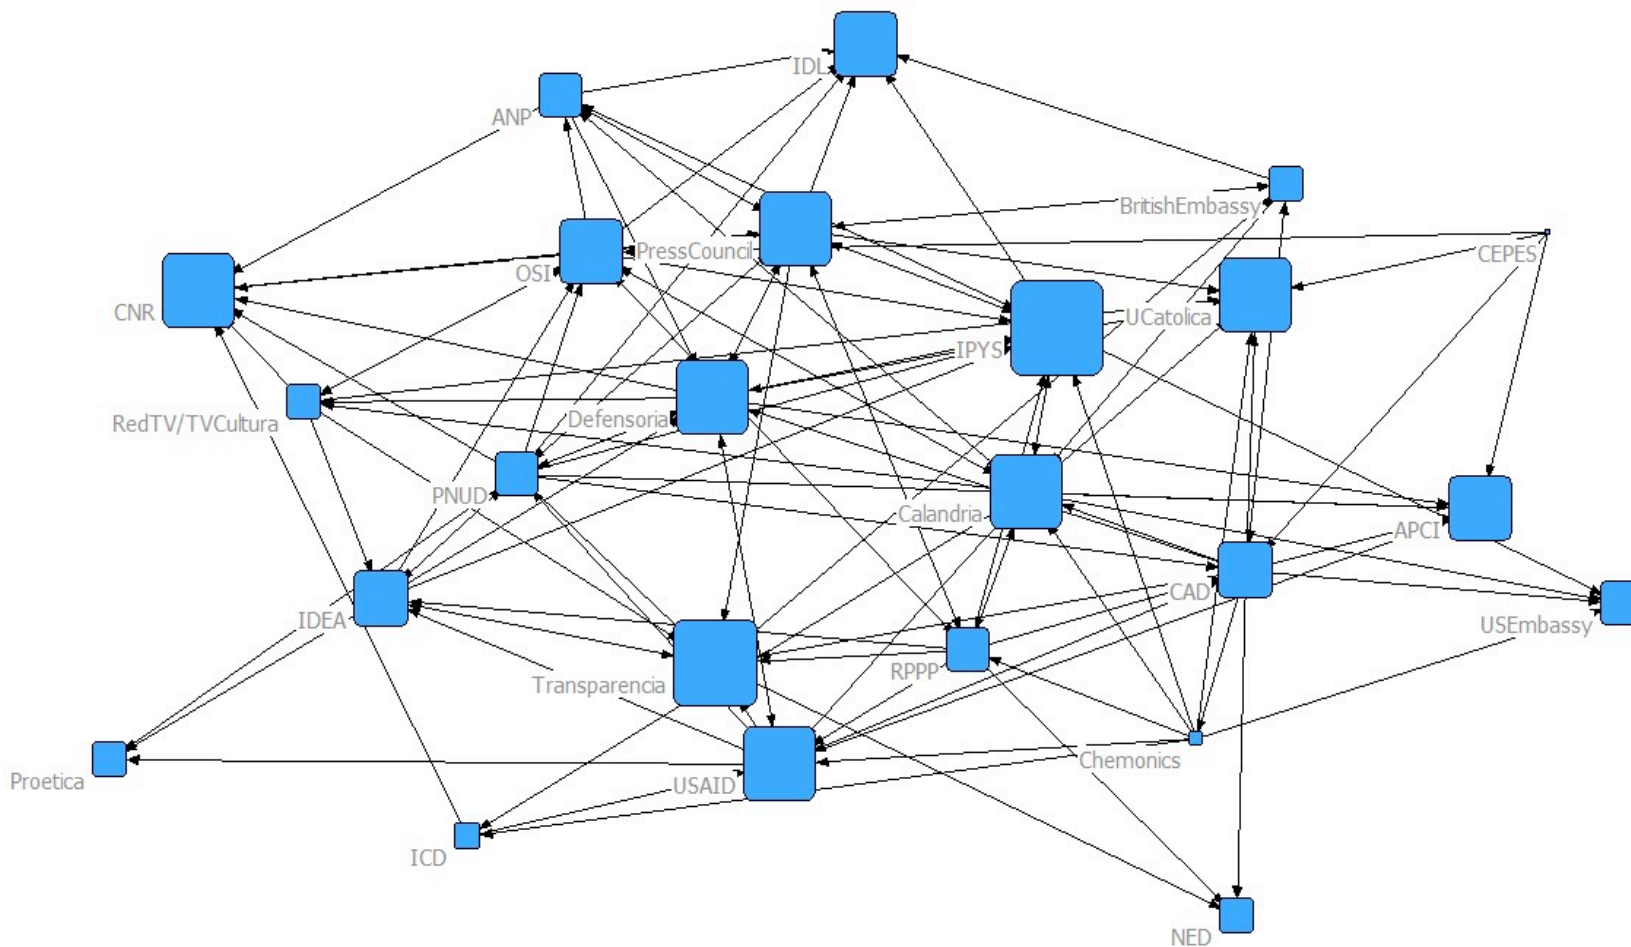 IDL
ANP
BritishEmbassy
PressCouncil
CEPES
OSI
CNR
UCatolica
IPYS
RedTV/TVCultura
Defensoria
PNUD
Calandria
APCI
CAD
IDEA
USEmbassy
RPPP
Transparencia
Chemonics
Proetica
USAID
ICD
NED